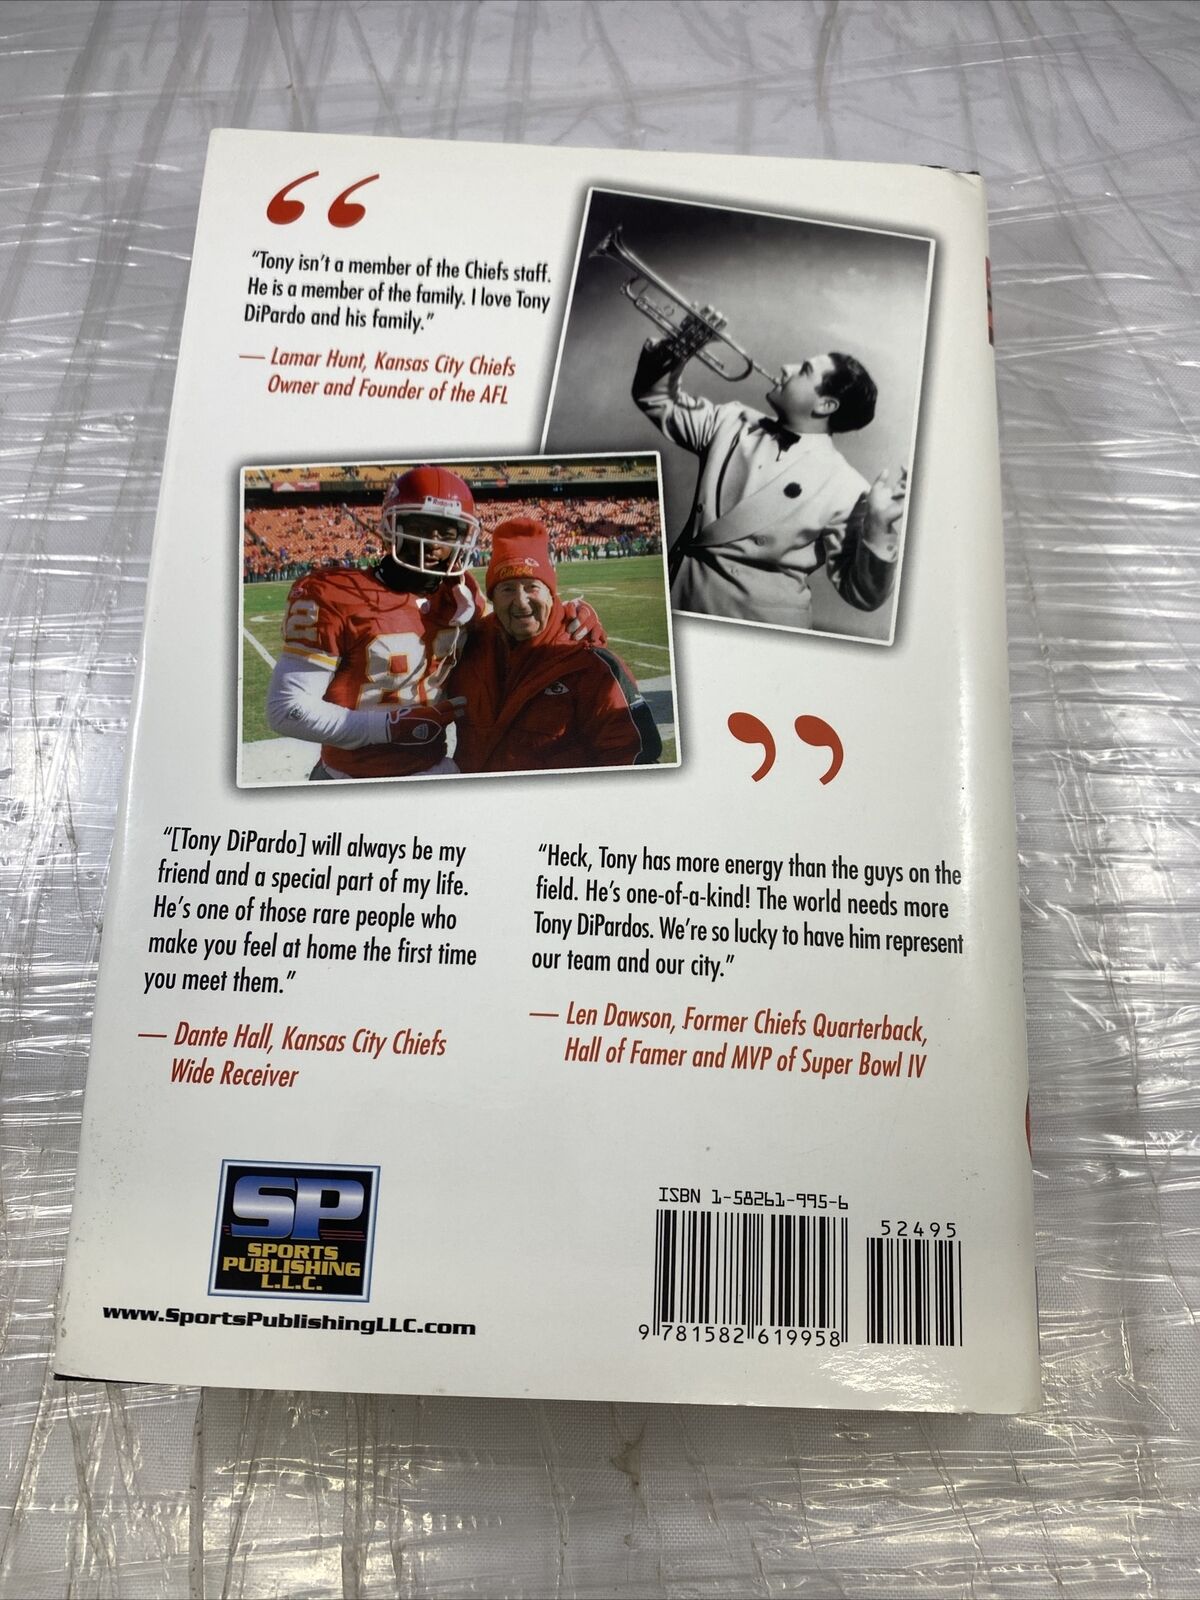 “
“Tony isn’t a member of the Chiefs staff.
He is a member of the family. I love Tony
DiPardo and his family.”
— Lamar Hunt, Kansas City Chiefs
Owner and Founder of the AFL
Chiefs
82
”
“[Tony DiPardo] will always be my
friend and a special part of my life.
He’s one of those rare people who
make you feel at home the first time
you meet them.”
— Dante Hall, Kansas City Chiefs
Wide Receiver
“Heck, Tony has more energy than the guys on the
field. He’s one-of-a-kind! The world needs more
Tony DiPardos. We’re so lucky to have him represent
our team and our city.”
— Len Dawson, Former Chiefs Quarterback,
Hall of Famer and MVP of Super Bowl IV
SP
SPORTS
PUBLISHING
L.L.C.
www.SportsPublishingLLC.com
ISBN 1-58261-995-6
52495
9 781582 619958